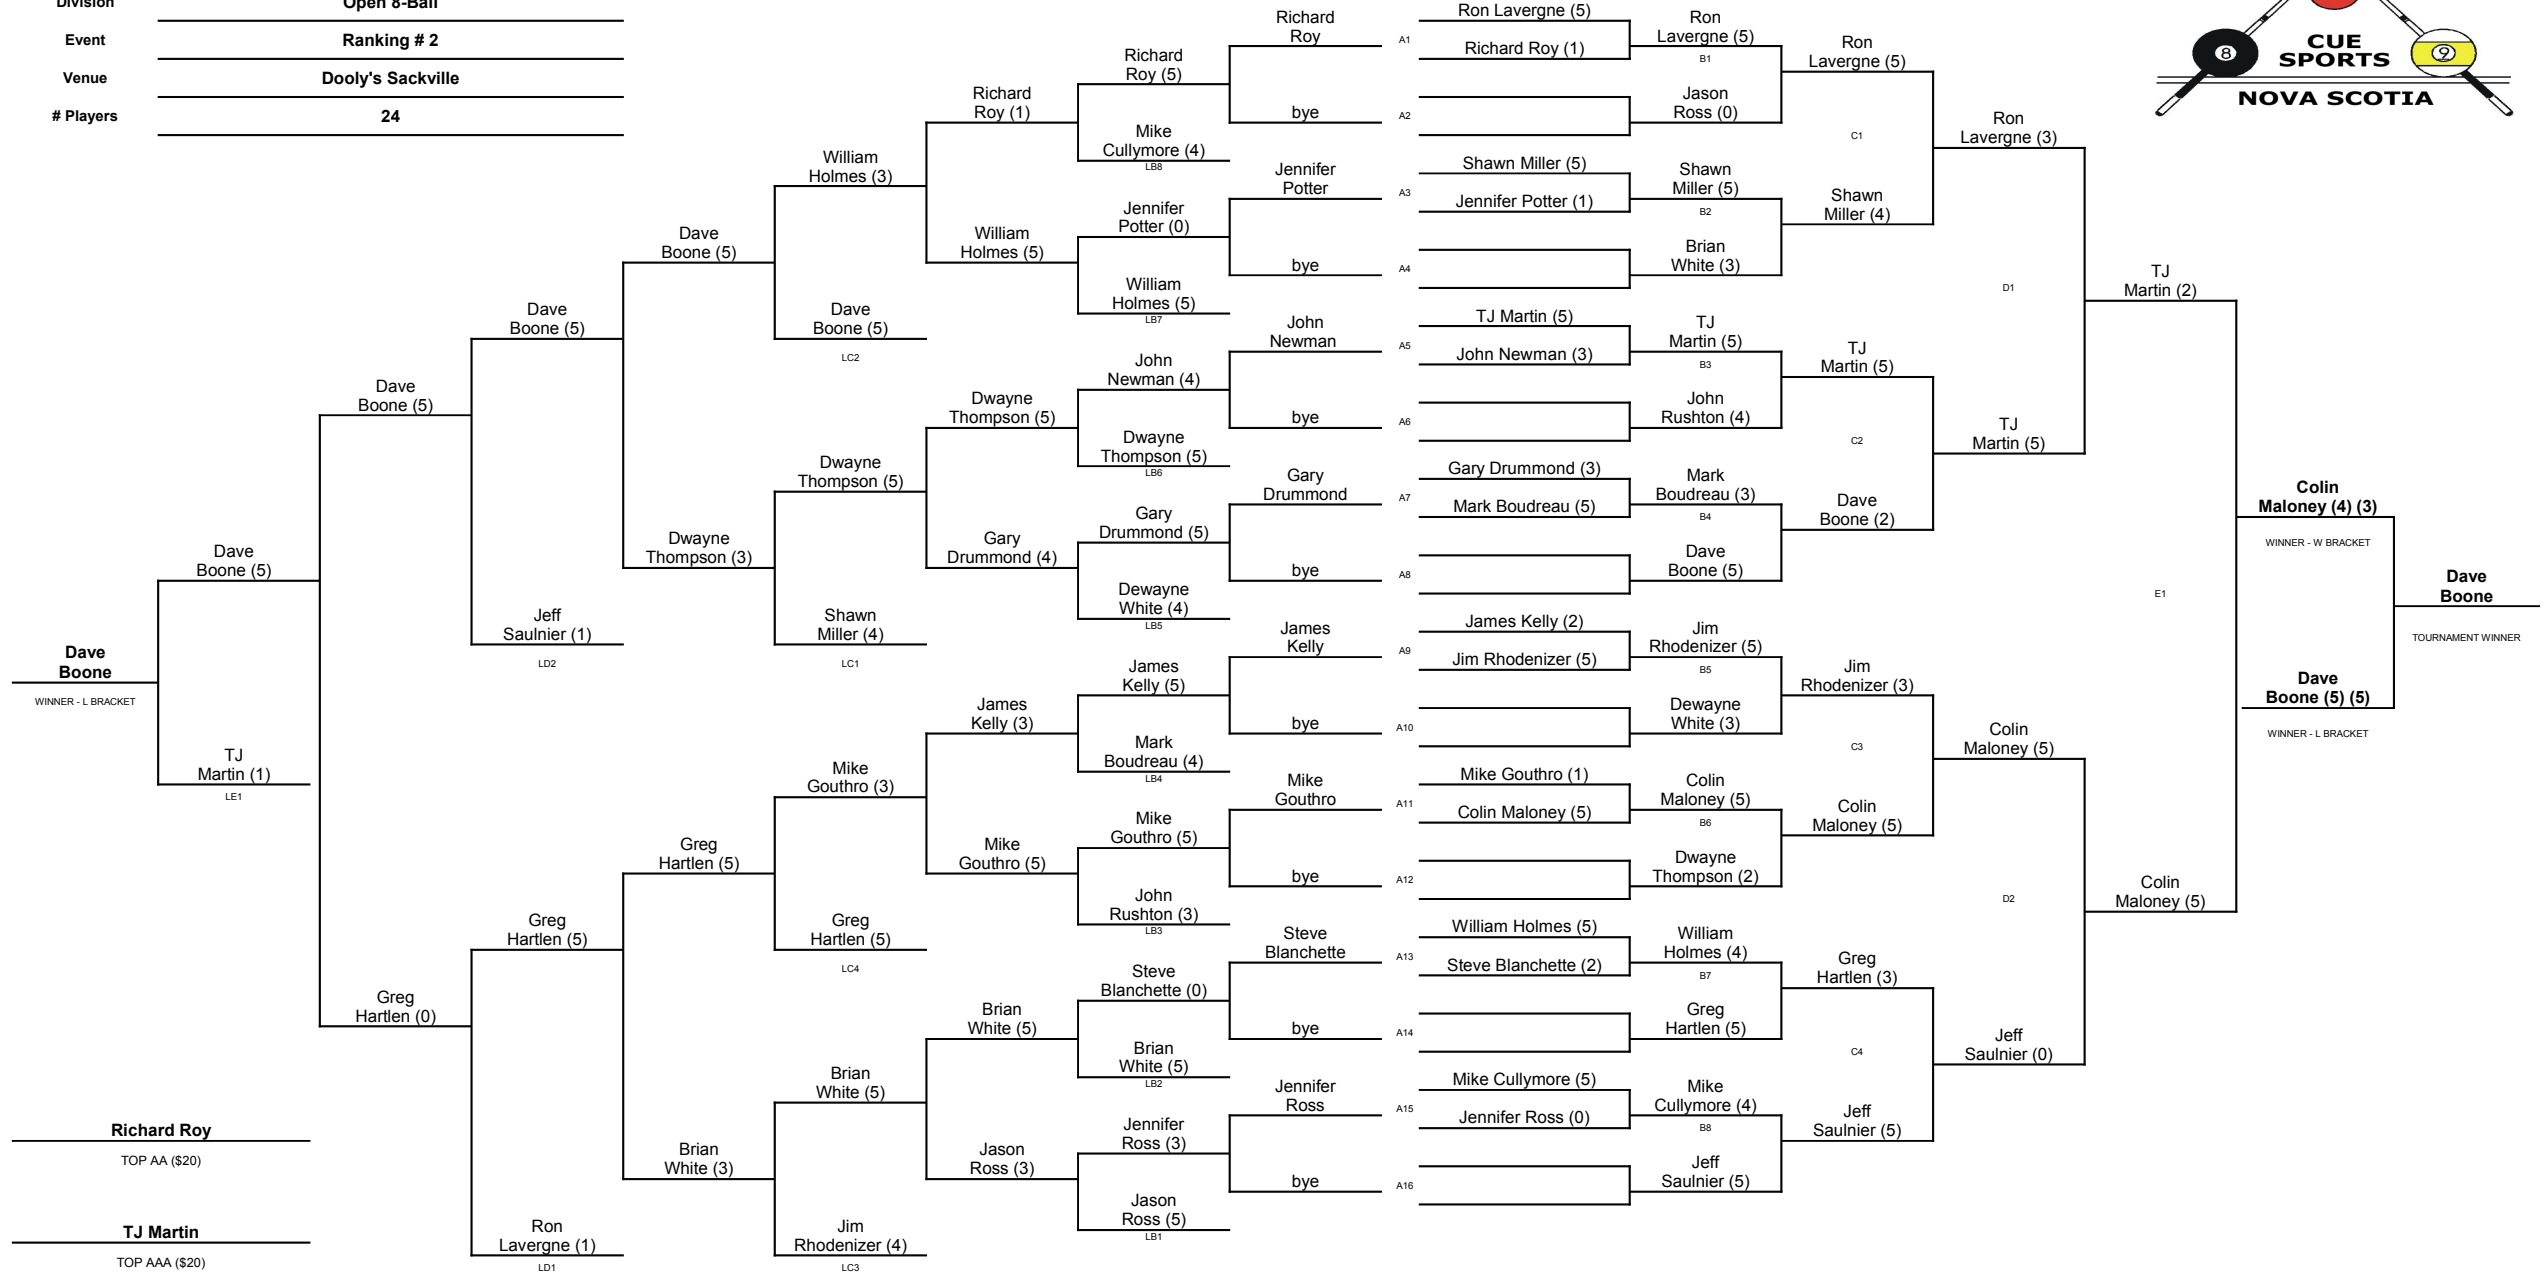 Division
Open 8-Ball
Event
Ranking # 2
Venue
Dooly's Sackville
# Players
24
CUE
SPORTS
NOVA SCOTIA
8
9
Dave
Boone
WINNER - L BRACKET
Richard Roy
TOP AA ($20)
TJ Martin
TOP AAA ($20)
Dave
Boone (5)
TJ
Martin (1)
LE1
Dave
Boone (5)
Greg
Hartlen (0)
Dave
Boone (5)
Jeff
Saulnier (1)
LD2
Greg
Hartlen (5)
Ron
Lavergne (1)
LD1
Dave
Boone (5)
Dwayne
Thompson (3)
Greg
Hartlen (5)
Brian
White (3)
William
Holmes (3)
Dave
Boone (5)
LC2
Dwayne
Thompson (5)
Shawn
Miller (4)
LC1
Mike
Gouthro (3)
Greg
Hartlen (5)
LC4
Brian
White (5)
Jim
Rhodenizer (4)
LC3
Richard
Roy (1)
William
Holmes (5)
Dwayne
Thompson (5)
Gary
Drummond (4)
James
Kelly (3)
Mike
Gouthro (5)
Brian
White (5)
Jason
Ross (3)
Richard
Roy (5)
Mike
Cullymore (4)
LB8
Jennifer
Potter (0)
William
Holmes (5)
LB7
John
Newman (4)
Dwayne
Thompson (5)
LB6
Gary
Drummond (5)
Dewayne
White (4)
LB5
James
Kelly (5)
Mark
Boudreau (4)
LB4
Mike
Gouthro (5)
John
Rushton (3)
LB3
Steve
Blanchette (0)
Brian
White (5)
LB2
Jennifer
Ross (3)
Jason
Ross (5)
LB1
Richard
Roy
bye
Jennifer
Potter
bye
John
Newman
bye
Gary
Drummond
bye
James
Kelly
bye
Mike
Gouthro
bye
Steve
Blanchette
bye
Jennifer
Ross
bye
A1
A2
A3
A4
A5
A6
A7
A8
A9
A10
A11
A12
A13
A14
A15
A16
Ron Lavergne (5)
Richard Roy (1)
Shawn Miller (5)
Jennifer Potter (1)
TJ Martin (5)
John Newman (3)
Gary Drummond (3)
Mark Boudreau (5)
James Kelly (2)
Jim Rhodenizer (5)
Mike Gouthro (1)
Colin Maloney (5)
William Holmes (5)
Steve Blanchette (2)
Mike Cullymore (5)
Jennifer Ross (0)
Ron
Lavergne (5)
B1
Jason
Ross (0)
Shawn
Miller (5)
B2
Brian
White (3)
TJ
Martin (5)
B3
John
Rushton (4)
Mark
Boudreau (3)
B4
Dave
Boone (5)
Jim
Rhodenizer (5)
B5
Dewayne
White (3)
Colin
Maloney (5)
B6
Dwayne
Thompson (2)
William
Holmes (4)
B7
Greg
Hartlen (5)
Mike
Cullymore (4)
B8
Jeff
Saulnier (5)
Ron
Lavergne (5)
C1
Shawn
Miller (4)
TJ
Martin (5)
C2
Dave
Boone (2)
Jim
Rhodenizer (3)
C3
Colin
Maloney (5)
Greg
Hartlen (3)
C4
Jeff
Saulnier (5)
Ron
Lavergne (3)
D1
TJ
Martin (5)
Colin
Maloney (5)
D2
Jeff
Saulnier (0)
TJ
Martin (2)
E1
Colin
Maloney (5)
Colin
Maloney (4) (3)
WINNER - W BRACKET
Dave
Boone (5) (5)
WINNER - L BRACKET
Dave
Boone
TOURNAMENT WINNER